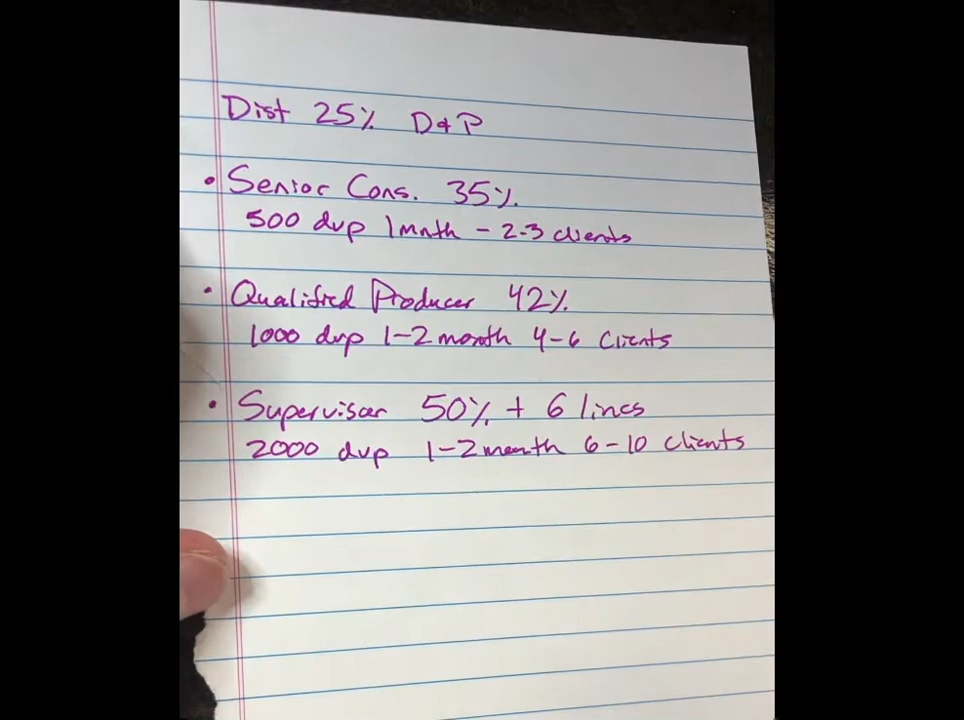 Dist 25% D+P
• Senior Cons. 35%.
500 dvp 1 mnth - 2-3 clients
• Qualified Producer 42%
1000 dvp 1-2 month 4-6 Clients
• Supervisor 50% + 6 lines
2000 dvp 1-2 month 6-10 clients